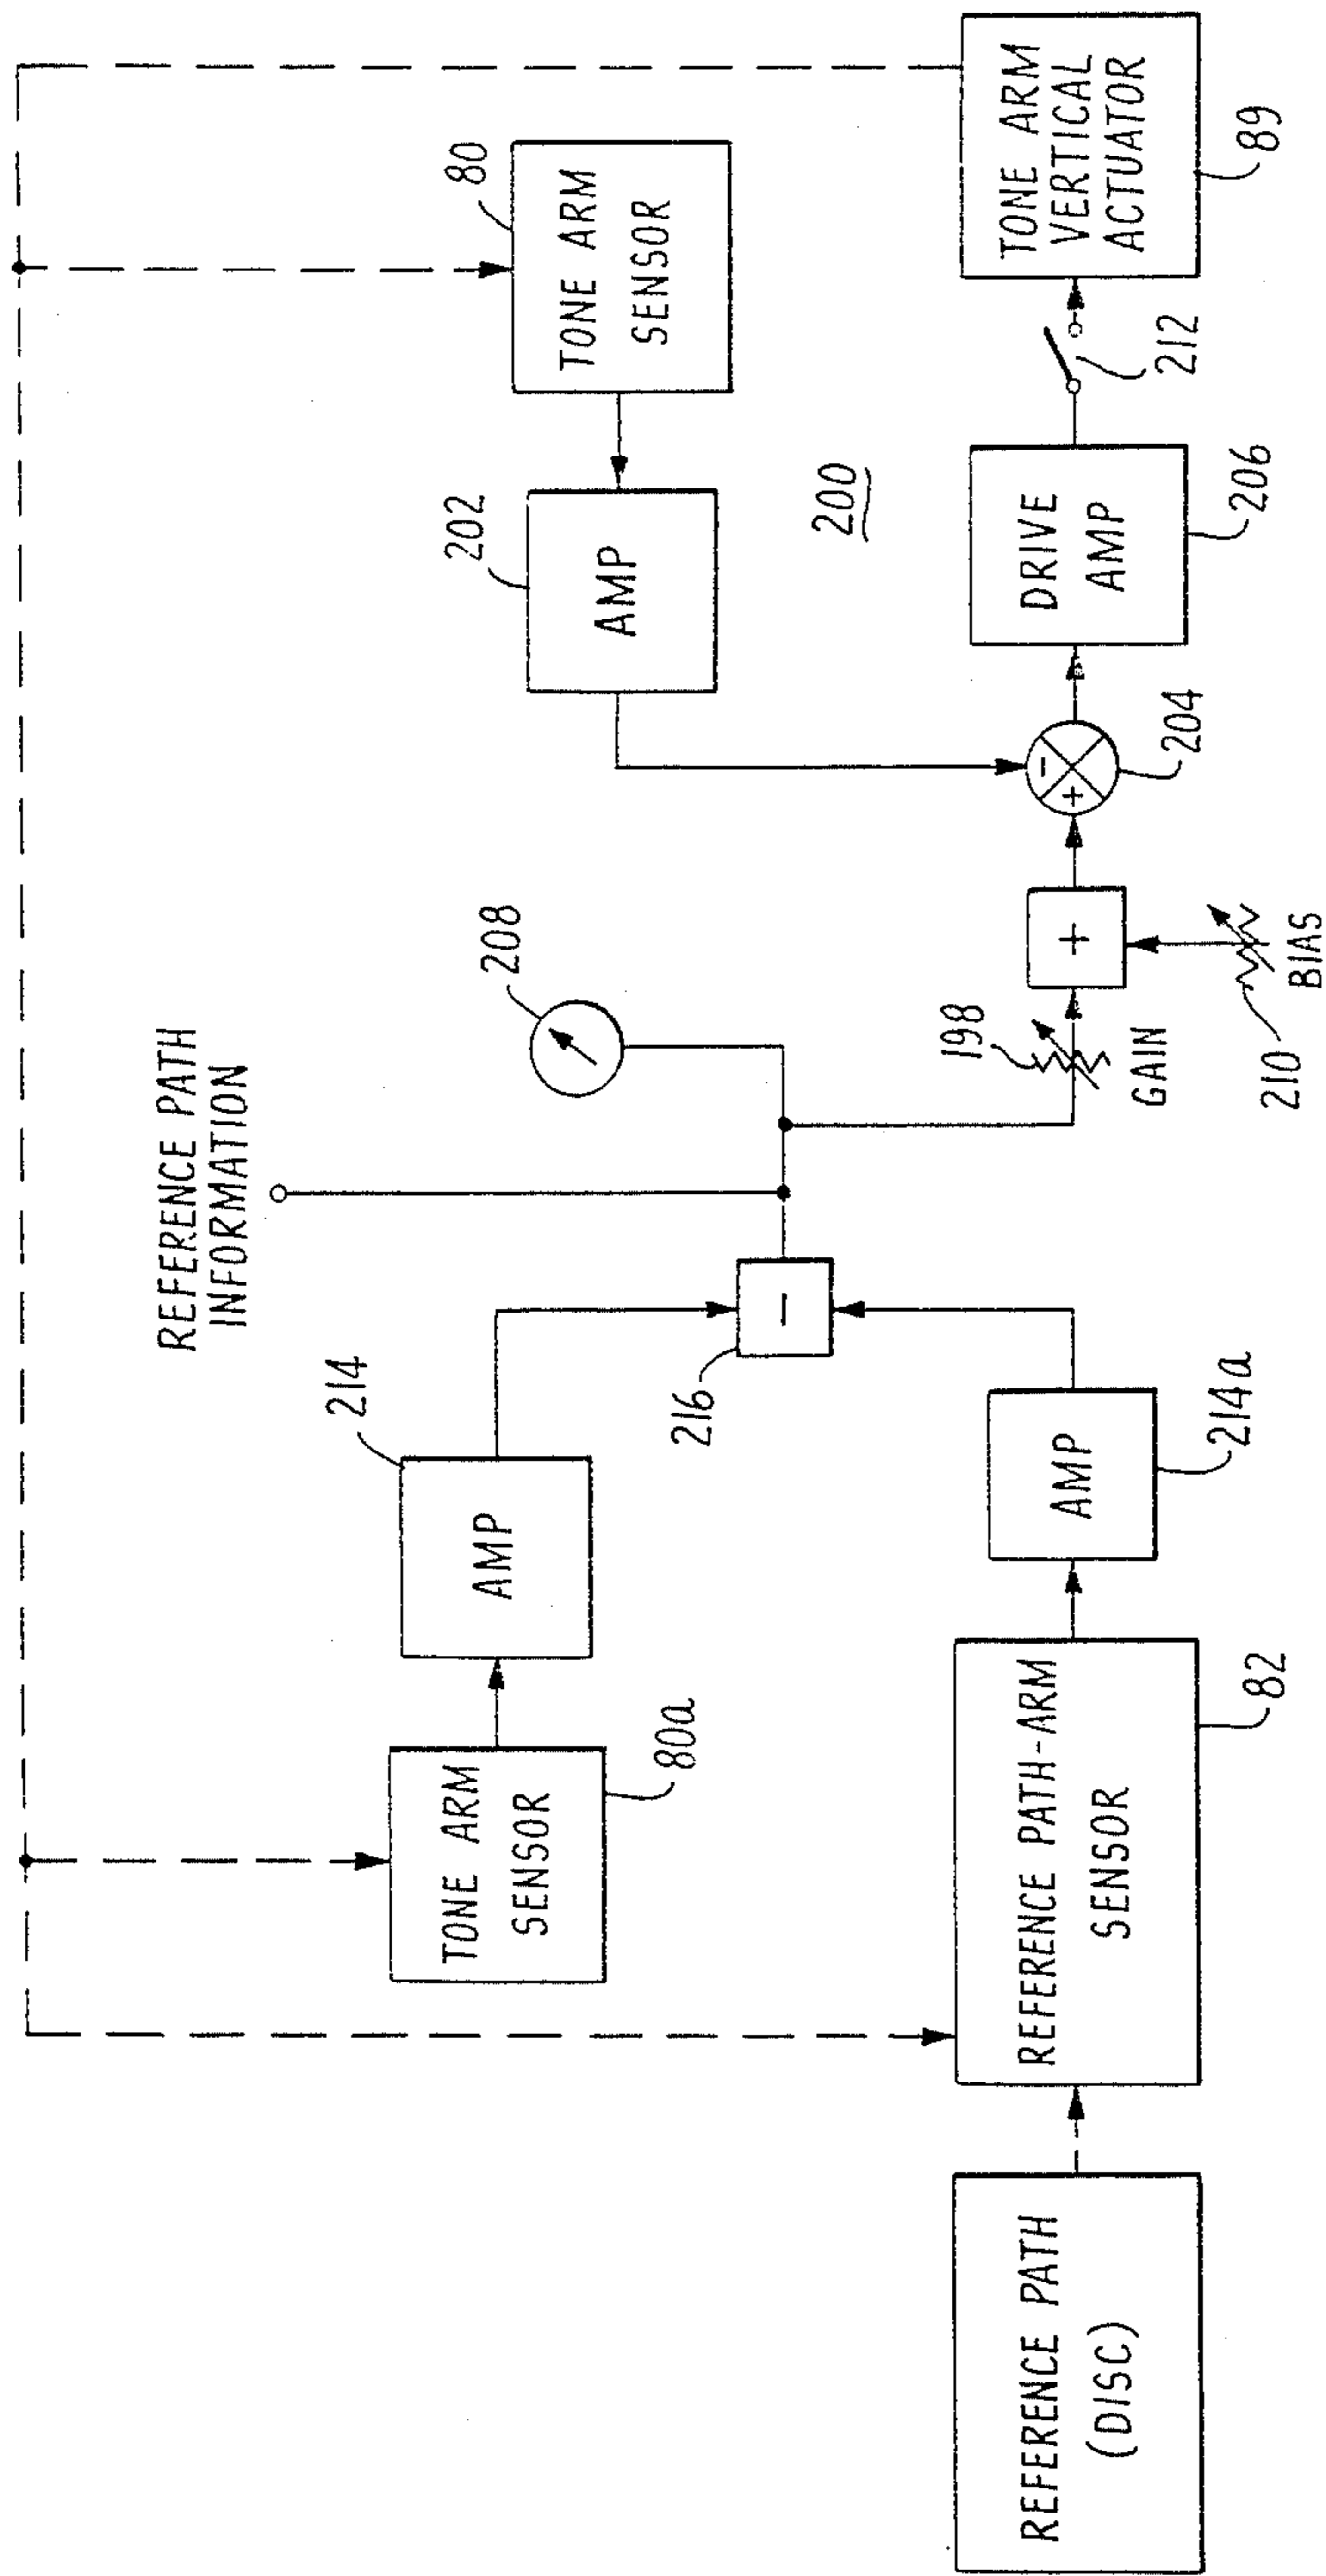 REFERENCE PATH
(DISC)
REFERENCE PATH-ARM
SENSOR
82
TONE ARM
SENSOR
80a
AMP
214
AMP
214a
-
216
REFERENCE PATH
INFORMATION
208
198
GAIN
+
210
BIAS
-
+
204
AMP
202
TONE ARM
SENSOR
80
200
DRIVE
AMP
206
212
TONE ARM
VERTICAL
ACTUATOR
89